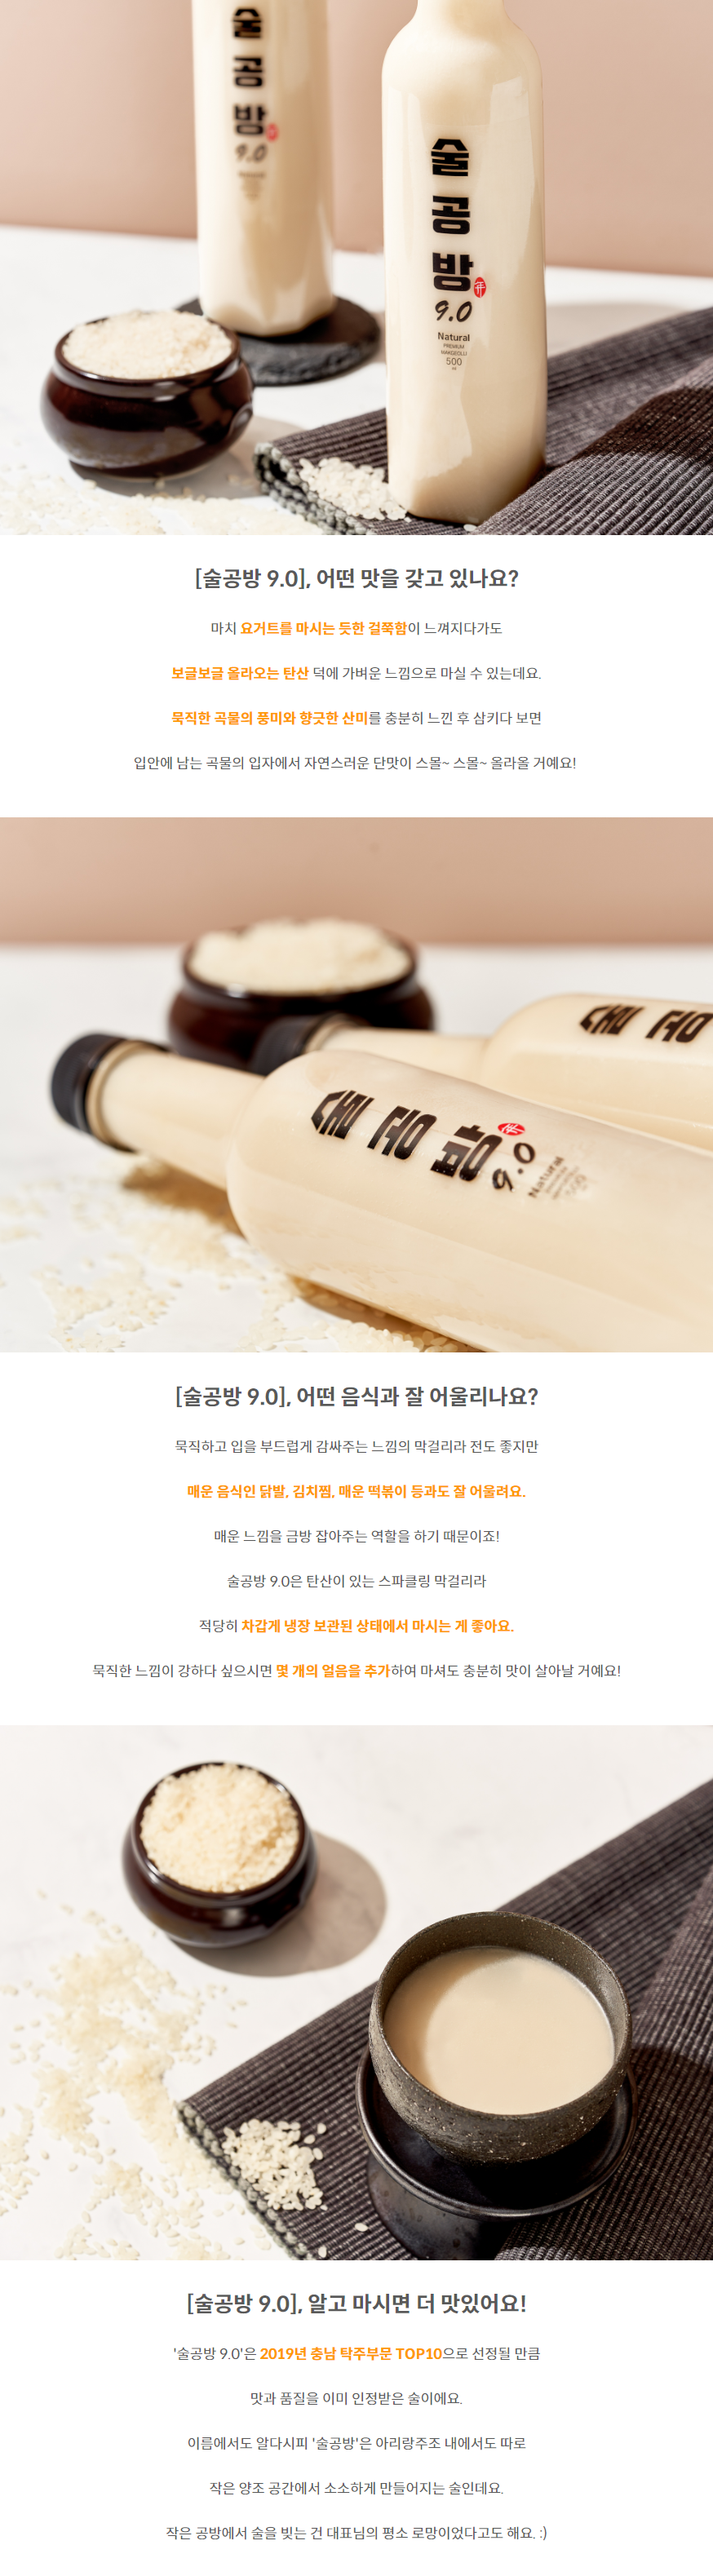 술
공
방
9.0
술
공
방
9.0
Natural
PREMIUM
MAKGEOLLI
500
ml
[술공방 9.0], 어떤 맛을 갖고 있나요?
마치 요거트를 마시는 듯한 걸쭉함이 느껴지다가도
보글보글 올라오는 탄산 덕에 가벼운 느낌으로 마실 수 있는데요.
묵직한 곡물의 풍미와 향긋한 산미를 충분히 느낀 후 삼키다 보면
입안에 남는 곡물의 입자에서 자연스러운 단맛이 스몰~ 스몰~ 올라올 거예요!
술공
술공방
9.0
Natural
[술공방 9.0], 어떤 음식과 잘 어울리나요?
묵직하고 입을 부드럽게 감싸주는 느낌의 막걸리라 전도 좋지만
매운 음식인 닭발, 김치찜, 매운 떡볶이 등과도 잘 어울려요.
매운 느낌을 금방 잡아주는 역할을 하기 때문이죠!
술공방 9.0은 탄산이 있는 스파클링 막걸리라
적당히 차갑게 냉장 보관된 상태에서 마시는 게 좋아요.
묵직한 느낌이 강하다 싶으시면 몇 개의 얼음을 추가하여 마셔도 충분히 맛이 살아날 거예요!
[술공방 9.0], 알고 마시면 더 맛있어요!
'술공방 9.0'은 2019년 충남 탁주부문 TOP10으로 선정될 만큼
맛과 품질을 이미 인정받은 술이에요.
이름에서도 알다시피 '술공방'은 아리랑주조 내에서도 따로
작은 양조 공간에서 소소하게 만들어지는 술인데요.
작은 공방에서 술을 빚는 건 대표님의 평소 로망이었다고도 해요. :)